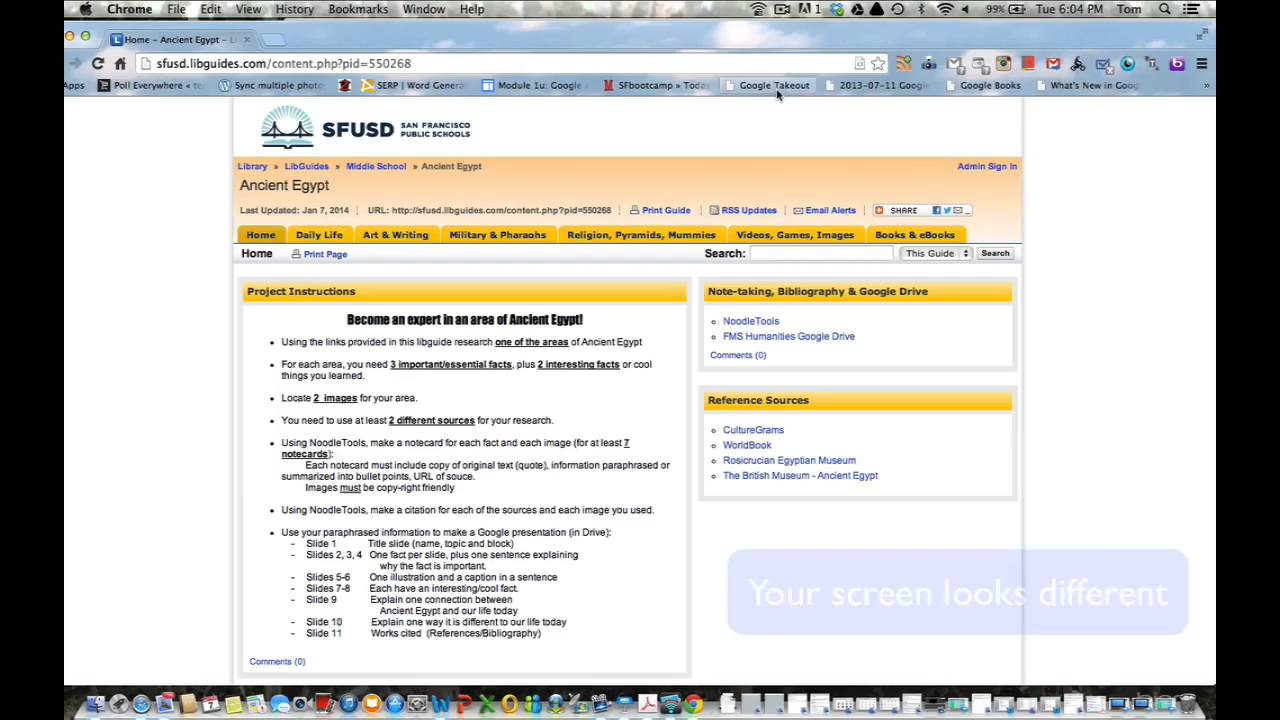 Chrome File Edit View History Bookmarks Window Help 1 99% Tue 6:04 PM Tom
Home – Ancient Egypt - L
sfusd.libguides.com/content.php?pid=550268
Apps Poll Everywhere Sync multiple photo SERP | Word Genera Module 1u: Google SFbootcamp » Toda Google Takeout 2013-07-11 Google Google Books What's New in Goog »
SFUSD SAN FRANCISCO
PUBLIC SCHOOLS
Library » LibGuides » Middle School » Ancient Egypt Admin Sign In
Ancient Egypt
Last Updated: Jan 7, 2014 URL: http://sfusd.libguides.com/content.php?pid=550268 Print Guide RSS Updates Email Alerts SHARE
Home Daily Life Art & Writing Military & Pharaohs Religion, Pyramids, Mummies Videos, Games, Images Books & eBooks
Home Print Page Search: This Guide Search
Project Instructions
Become an expert in an area of Ancient Egypt!
• Using the links provided in this libguide research one of the areas of Ancient Egypt
• For each area, you need 3 important/essential facts, plus 2 interesting facts or cool
things you learned.
• Locate 2 images for your area.
• You need to use at least 2 different sources for your research.
• Using NoodleTools, make a notecard for each fact and each image (for at least 7
notecards):
Each notecard must include copy of original text (quote), information paraphrased or
summarized into bullet points, URL of souce.
Images must be copy-right friendly
• Using NoodleTools, make a citation for each of the sources and each image you used.
• Use your paraphrased information to make a Google presentation (in Drive):
- Slide 1 Title slide (name, topic and block)
- Slides 2, 3, 4 One fact per slide, plus one sentence explaining
why the fact is important.
- Slides 5-6 One illustration and a caption in a sentence
- Slides 7-8 Each have an interesting/cool fact.
- Slide 9 Explain one connection between
Ancient Egypt and our life today
- Slide 10 Explain one way it is different to our life today
- Slide 11 Works cited (References/Bibliography)
Comments (0)
Note-taking, Bibliography & Google Drive
NoodleTools
FMS Humanities Google Drive
Comments (0)
Reference Sources
CultureGrams
WorldBook
Rosicrucian Egyptian Museum
The British Museum - Ancient Egypt
Your screen looks different